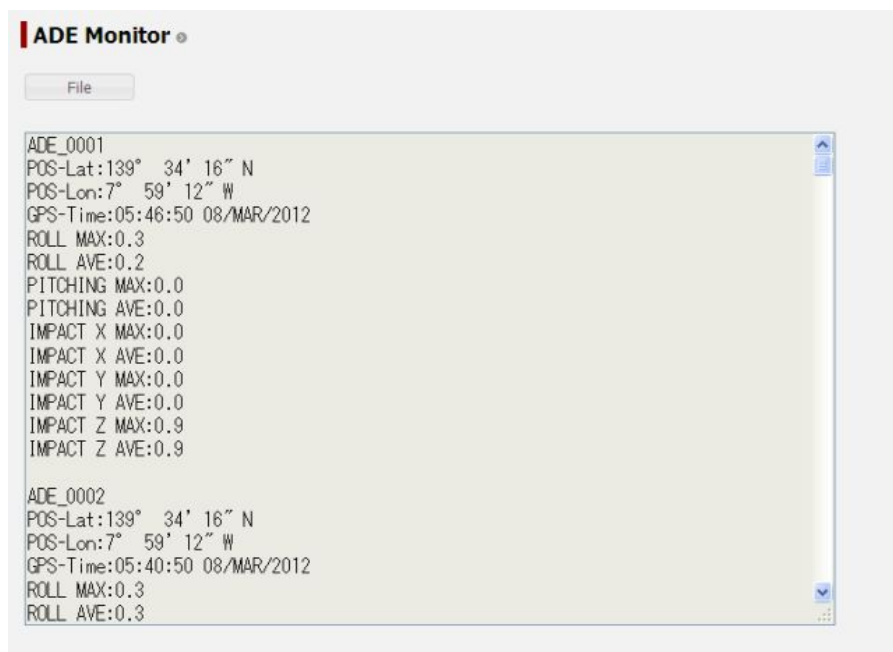 ADE Monitor
File
ADE_0001
POS-Lat:139° 34' 16" N
POS-Lon:7° 59' 12" W
GPS-Time:05:46:50 08/MAR/2012
ROLL MAX:0.3
ROLL AVE:0.2
PITCHING MAX:0.0
PITCHING AVE:0.0
IMPACT X MAX:0.0
IMPACT X AVE:0.0
IMPACT Y MAX:0.0
IMPACT Y AVE:0.0
IMPACT Z MAX:0.9
IMPACT Z AVE:0.9
ADE_0002
POS-Lat:139° 34' 16" N
POS-Lon:7° 59' 12" W
GPS-Time:05:40:50 08/MAR/2012
ROLL MAX:0.3
ROLL AVE:0.3